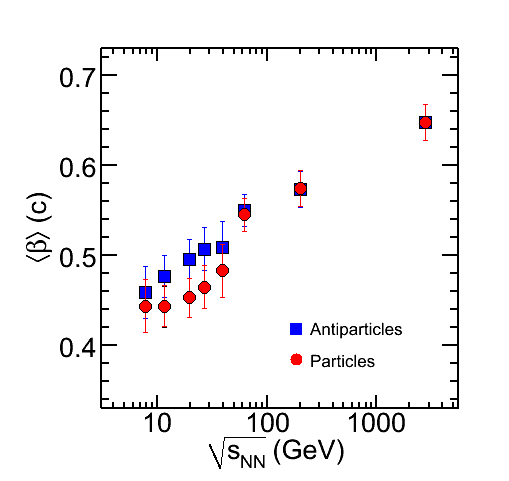 0.7
0.6
0.5
0.4
⟨β⟩ (c)
Antiparticles
Particles
10 100 1000
√sNN (GeV)